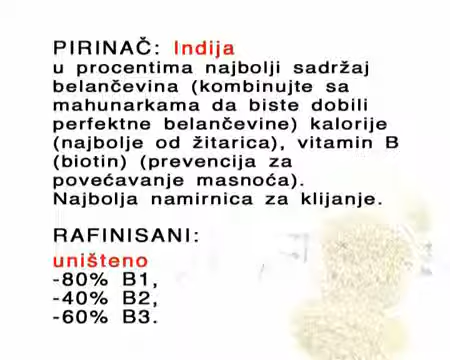 PIRINAČ: Indija
u procentima najbolji sadržaj
belančevina (kombinujte sa
mahunarkama da biste dobili
perfektne belančevine) kalorije
(najbolje od žitarica), vitamin B
(biotin) (prevencija za
povećavanje masnoća).
Najbolja namirnica za klijanje.
RAFINISANI:
uništeno
-80% B1,
-40% B2,
-60% B3.